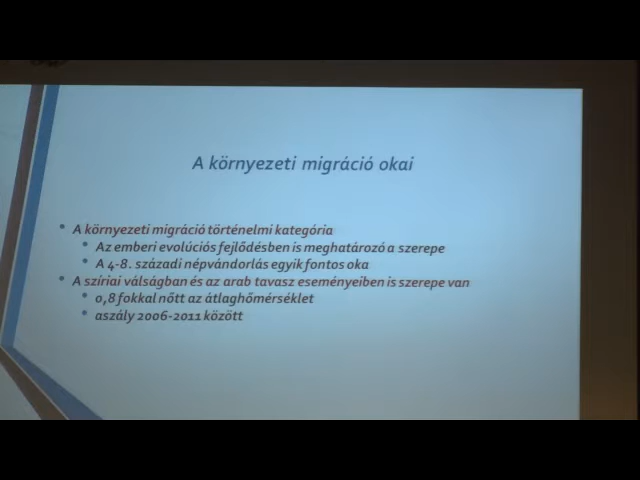 A környezeti migráció okai
• A környezeti migráció történelmi kategória
• Az emberi evolúciós fejlődésben is meghatározó a szerepe
• A 4-8. századi népvándorlás egyik fontos oka
• A szíriai válságban és az arab tavasz eseményeiben is szerepe van
• 0,8 fokkal nőtt az átlaghőmérséklet
• aszály 2006-2011 között